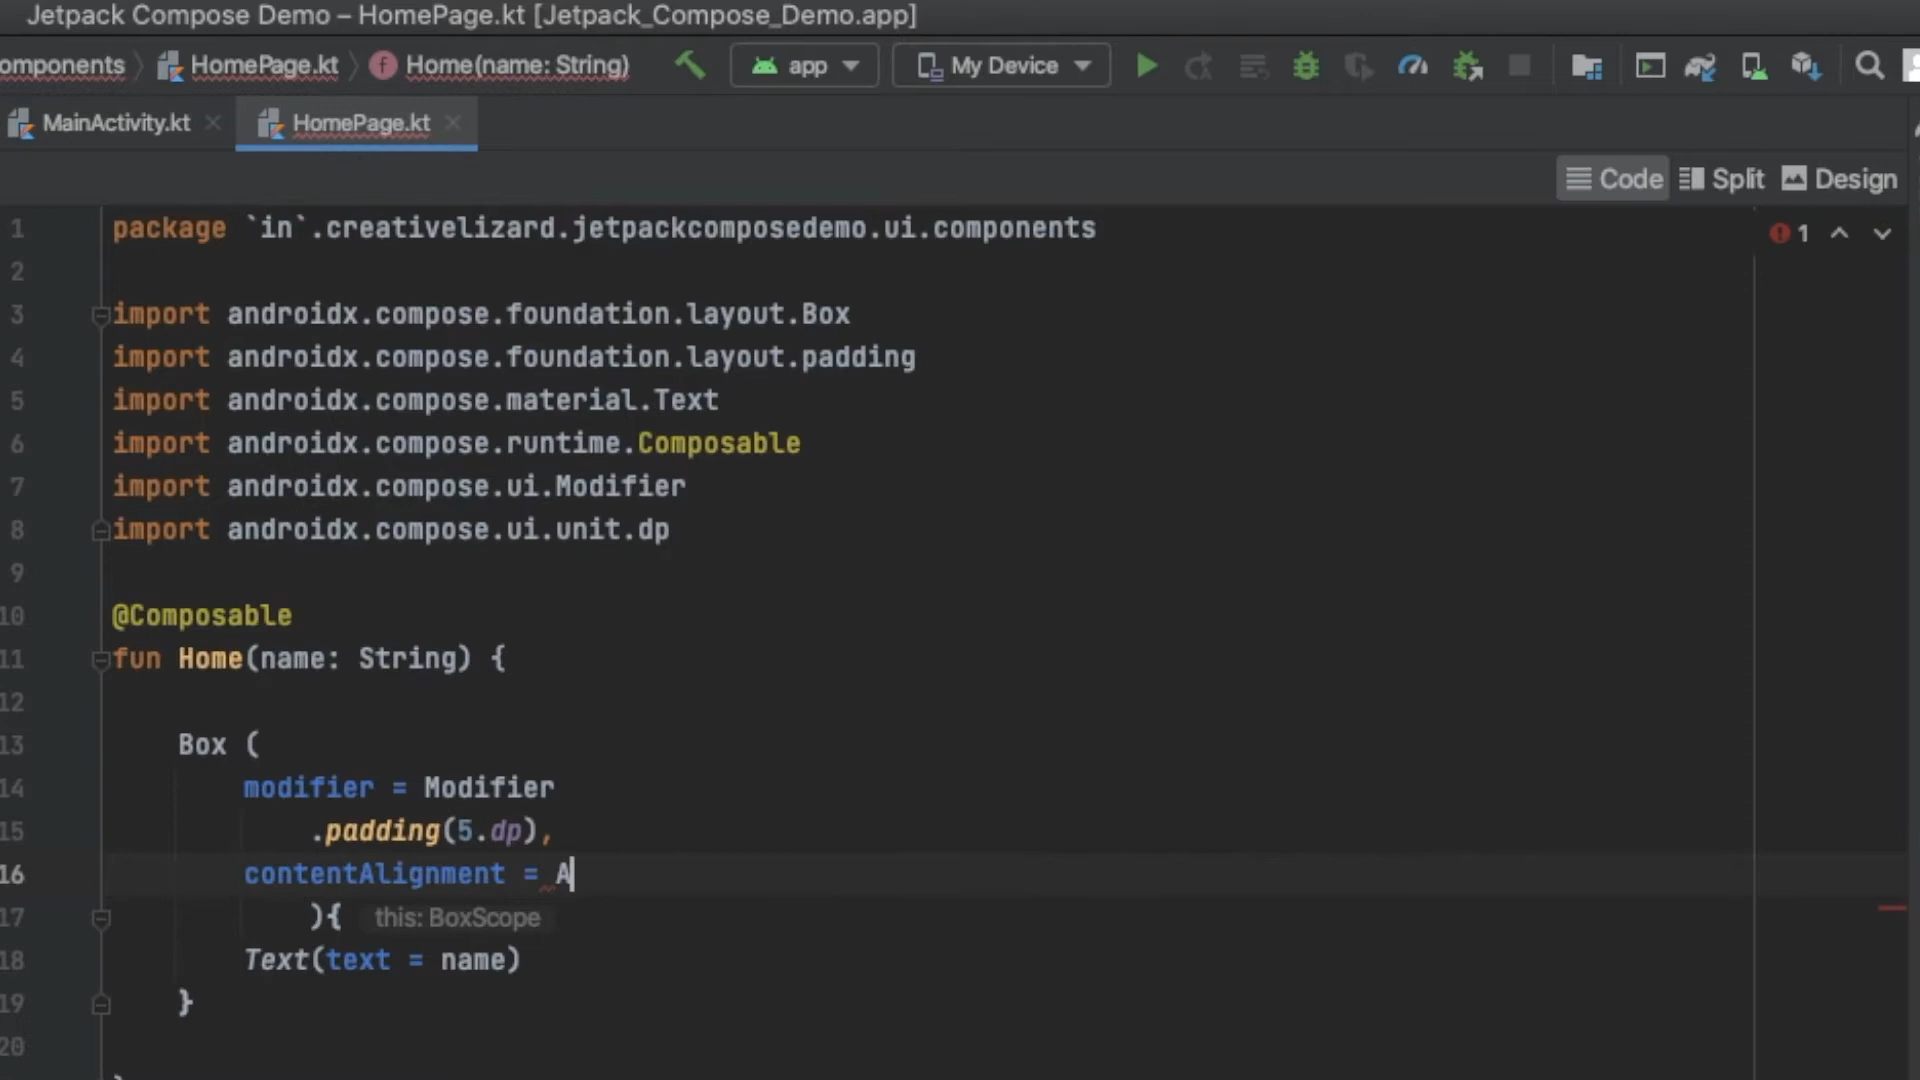 Jetpack Compose Demo – HomePage.kt [Jetpack_Compose_Demo.app]
omponents HomePage.kt f Home(name: String) app My Device
MainActivity.kt HomePage.kt
Code Split Design
1 package `in`.creativelizard.jetpackcomposedemo.ui.components
1
2
3 import androidx.compose.foundation.layout.Box
4 import androidx.compose.foundation.layout.padding
5 import androidx.compose.material.Text
6 import androidx.compose.runtime.Composable
7 import androidx.compose.ui.Modifier
8 import androidx.compose.ui.unit.dp
9
10 @Composable
11 fun Home(name: String) {
12
13 Box (
14 modifier = Modifier
15 .padding(5.dp),
16 contentAlignment = A
17 ){ this: BoxScope
18 Text(text = name)
19 }
20